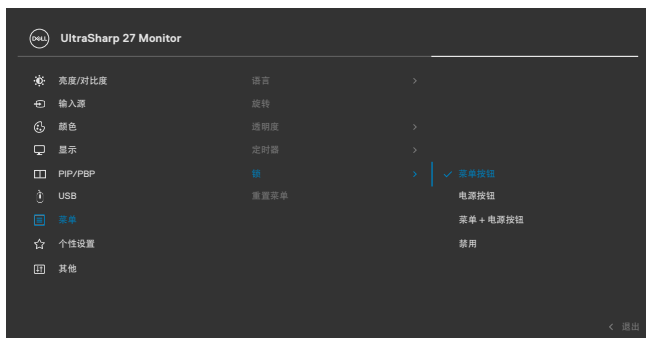 DELL
UltraSharp 27 Monitor
亮度/对比度
语言
输入源
旋转
颜色
透明度
显示
定时器
PIP/PBP
锁
菜单按钮
USB
重置菜单
电源按钮
菜单
菜单 + 电源按钮
个性设置
禁用
其他
退出